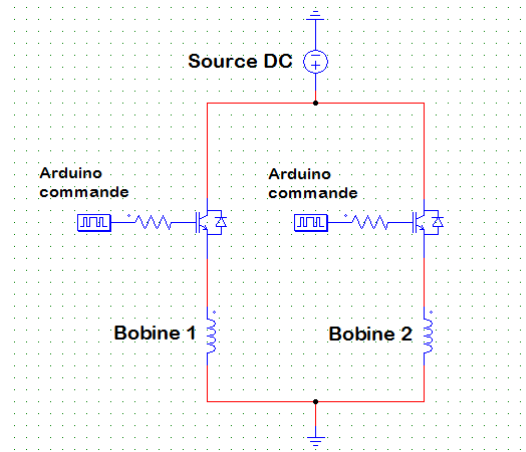 Source DC
Arduino
commande
Arduino
commande
Bobine 1
Bobine 2